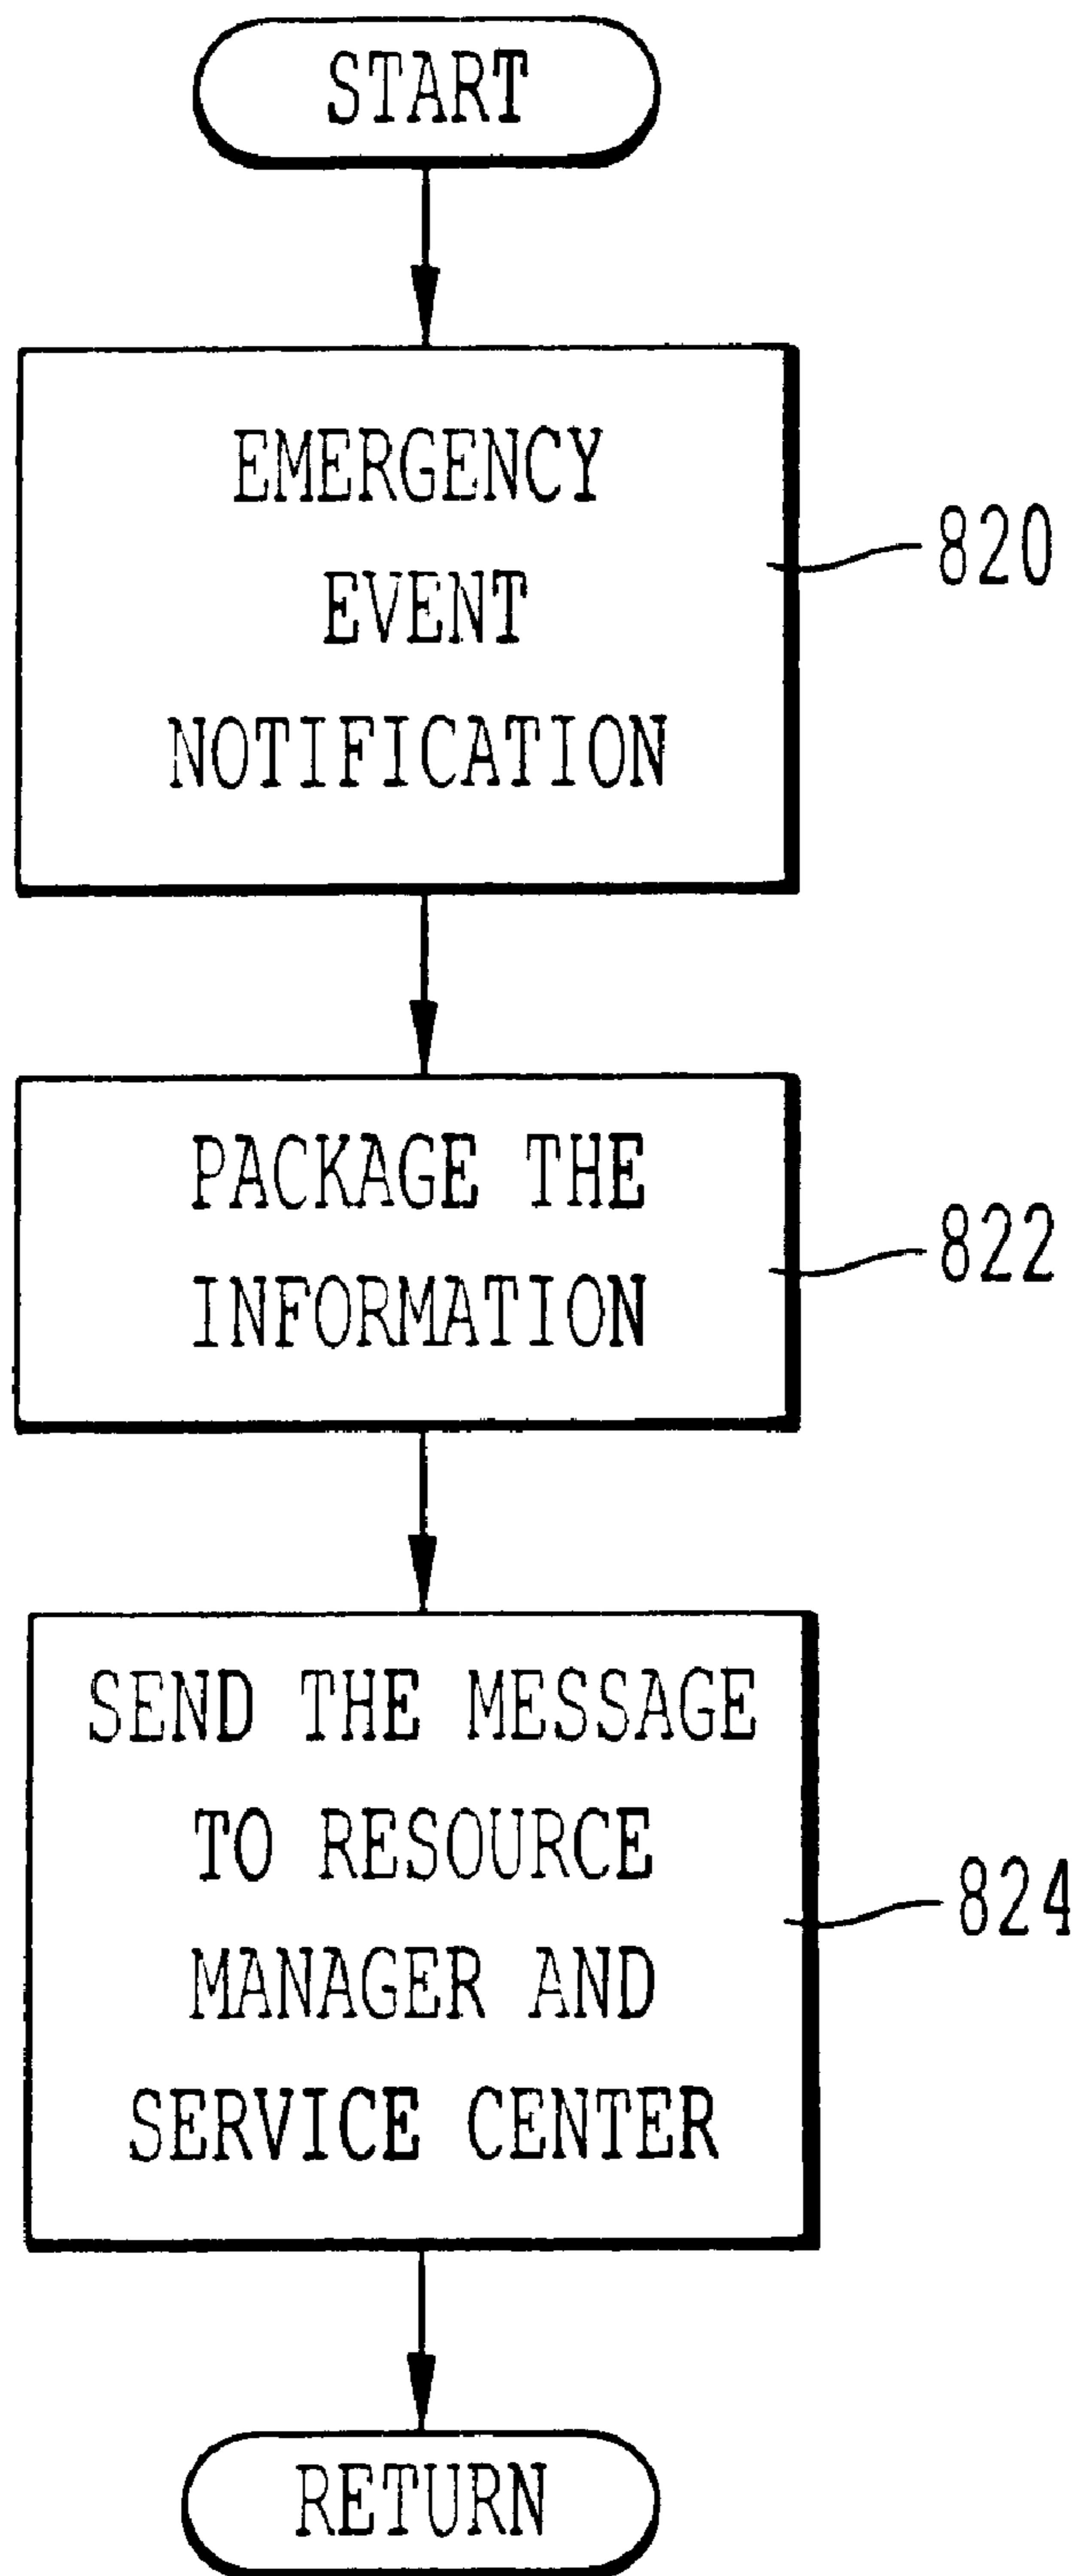 START
EMERGENCY
EVENT
NOTIFICATION
820
PACKAGE THE
INFORMATION
822
SEND THE MESSAGE
TO RESOURCE
MANAGER AND
SERVICE CENTER
824
RETURN